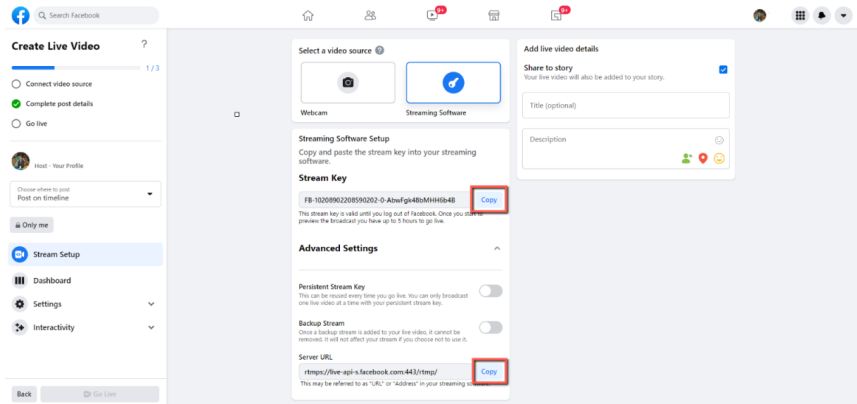 Search Facebook
9+
9+
Create Live Video
?
1 / 3
Connect video source
Complete post details
Go live
Host - Your Profile
Choose where to post
Post on timeline
Only me
Stream Setup
Dashboard
Settings
Interactivity
Back
Go Live
Select a video source ?
Webcam
Streaming Software
Streaming Software Setup
Copy and paste the stream key into your streaming
software.
Stream Key
FB-10208902208590202-0-AbwFgk4BbMHH6b4B
Copy
This stream key is valid until you log out of Facebook. Once you start to
preview the broadcast you have up to 5 hours to go live.
Advanced Settings
Persistent Stream Key
This can be reused every time you go live. You can only broadcast
one live video at a time with your persistent stream key.
Backup Stream
Once a backup stream is added to your live video, it cannot be
removed. It will not affect your stream if you choose not to use it.
Server URL
rtmps://live-api-s.facebook.com:443/rtmp/
Copy
This may be referred to as "URL" or "Address" in your streaming software.
Add live video details
Share to story
Your live video will also be added to your story.
Title (optional)
Description